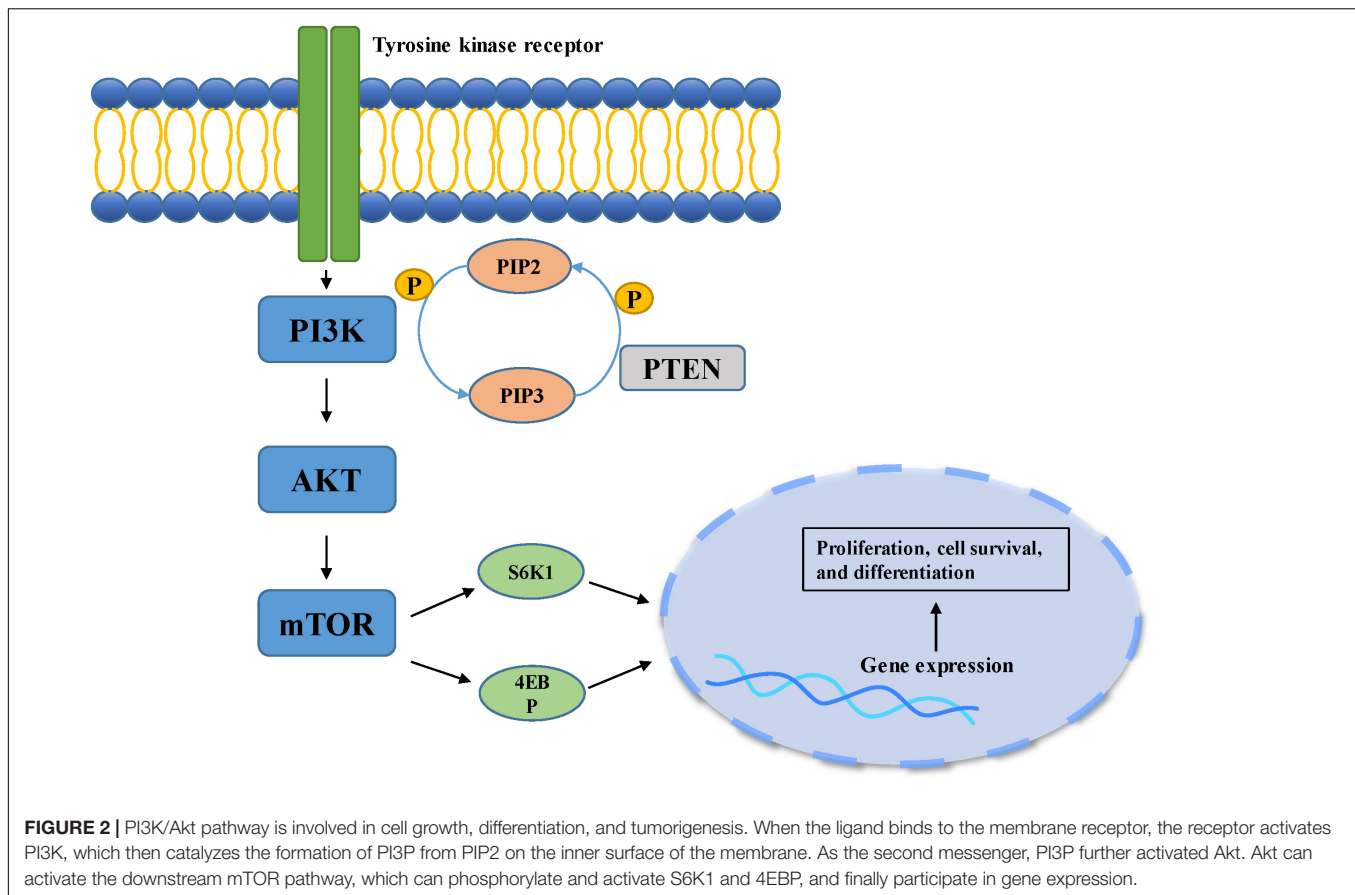 Tyrosine kinase receptor
PIP2
P
P
PI3K
PTEN
PIP3
AKT
Proliferation, cell survival,
and differentiation
S6K1
mTOR
Gene expression
4EB
P
FIGURE 2 | PI3K/Akt pathway is involved in cell growth, differentiation, and tumorigenesis. When the ligand binds to the membrane receptor, the receptor activates
PI3K, which then catalyzes the formation of PI3P from PIP2 on the inner surface of the membrane. As the second messenger, PI3P further activated Akt. Akt can
activate the downstream mTOR pathway, which can phosphorylate and activate S6K1 and 4EBP, and finally participate in gene expression.